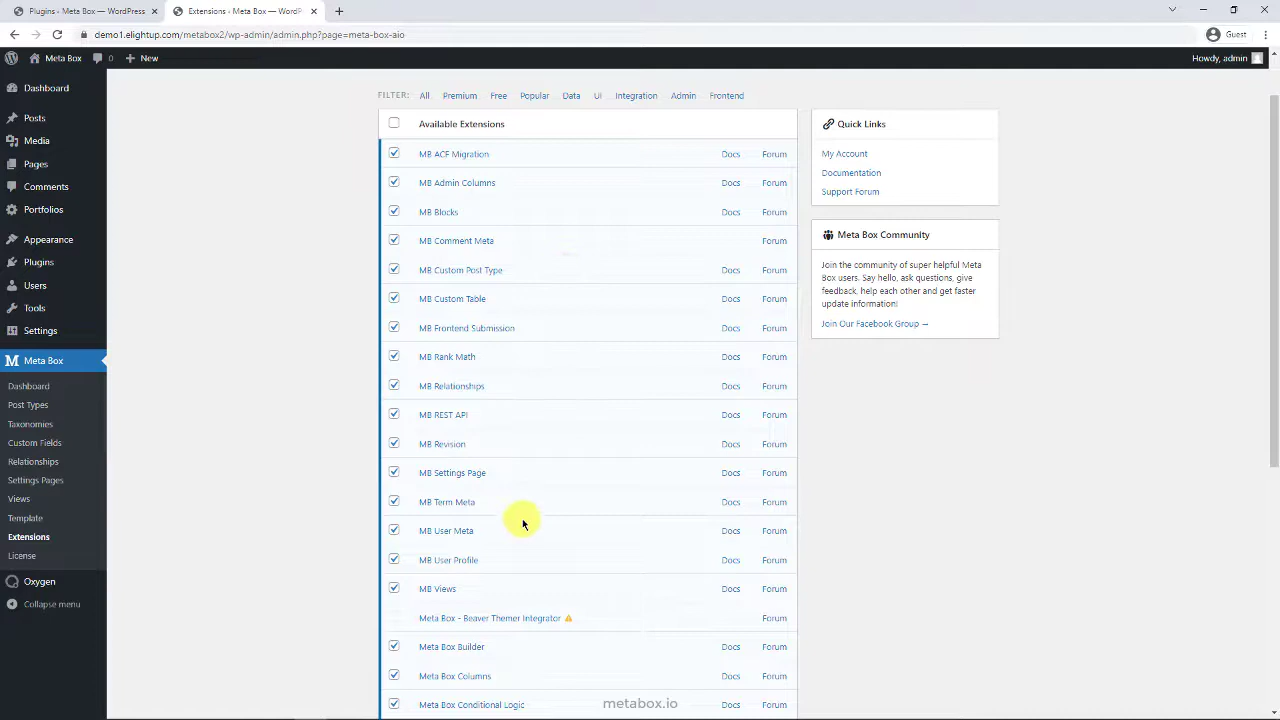 Plugins - Meta Box — WordPress
Extensions - Meta Box — WordP
Guest
demo1.elightup.com/metabox2/wp-admin/admin.php?page=meta-box-aio
Meta Box
0
New
Howdy, admin
Dashboard
Posts
Media
Pages
Comments
Portfolios
Appearance
Plugins
Users
Tools
Settings
Meta Box
Dashboard
Post Types
Taxonomies
Custom Fields
Relationships
Settings Pages
Views
Template
Extensions
License
Oxygen
Collapse menu
FILTER: All Premium Free Popular Data UI Integration Admin Frontend
Available Extensions
MB ACF Migration Docs Forum
MB Admin Columns Docs Forum
MB Blocks Docs Forum
MB Comment Meta Forum
MB Custom Post Type Docs Forum
MB Custom Table Docs Forum
MB Frontend Submission Docs Forum
MB Rank Math Docs Forum
MB Relationships Docs Forum
MB REST API Docs Forum
MB Revision Docs Forum
MB Settings Page Docs Forum
MB Term Meta Docs Forum
MB User Meta Docs Forum
MB User Profile Docs Forum
MB Views Docs Forum
Meta Box - Beaver Themer Integrator Forum
Meta Box Builder Docs Forum
Meta Box Columns Docs Forum
Meta Box Conditional Logic Docs Forum
Quick Links
My Account
Documentation
Support Forum
Meta Box Community
Join the community of super helpful Meta
Box users. Say hello, ask questions, give
feedback, help each other and get faster
update information!
Join Our Facebook Group →
metabox.io